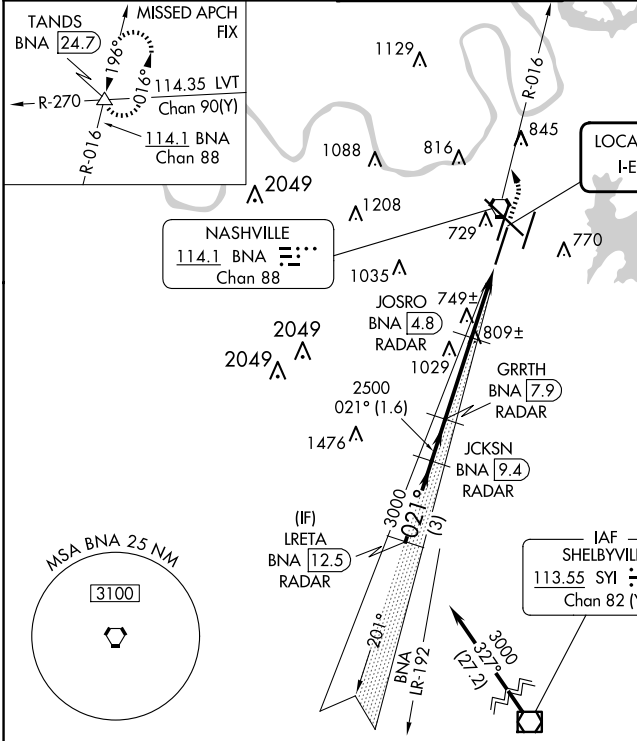 TANDS
BNA 24.7
MISSED APCH
FIX
196°
016°
114.35 LVT
Chan 90(Y)
R-270
R-016
114.1 BNA
Chan 88
1129
R-016
1088
816
845
LOCA
I-E
2049
1208
NASHVILLE
114.1 BNA
Chan 88
729
770
1035
JOSRO
BNA 4.8
RADAR
749±
809±
2049
2049
1029
GRRTH
BNA 7.9
RADAR
2500
021° (1.6)
1476
JCKSN
BNA 9.4
RADAR
3000
021°
(3)
(IF)
LRETA
BNA 12.5
RADAR
MSA BNA 25 NM
3100
201°
BNA
LR-192
IAF
SHELBYVILL
113.55 SYI
Chan 82 (Y
3000
327°
(27.2)